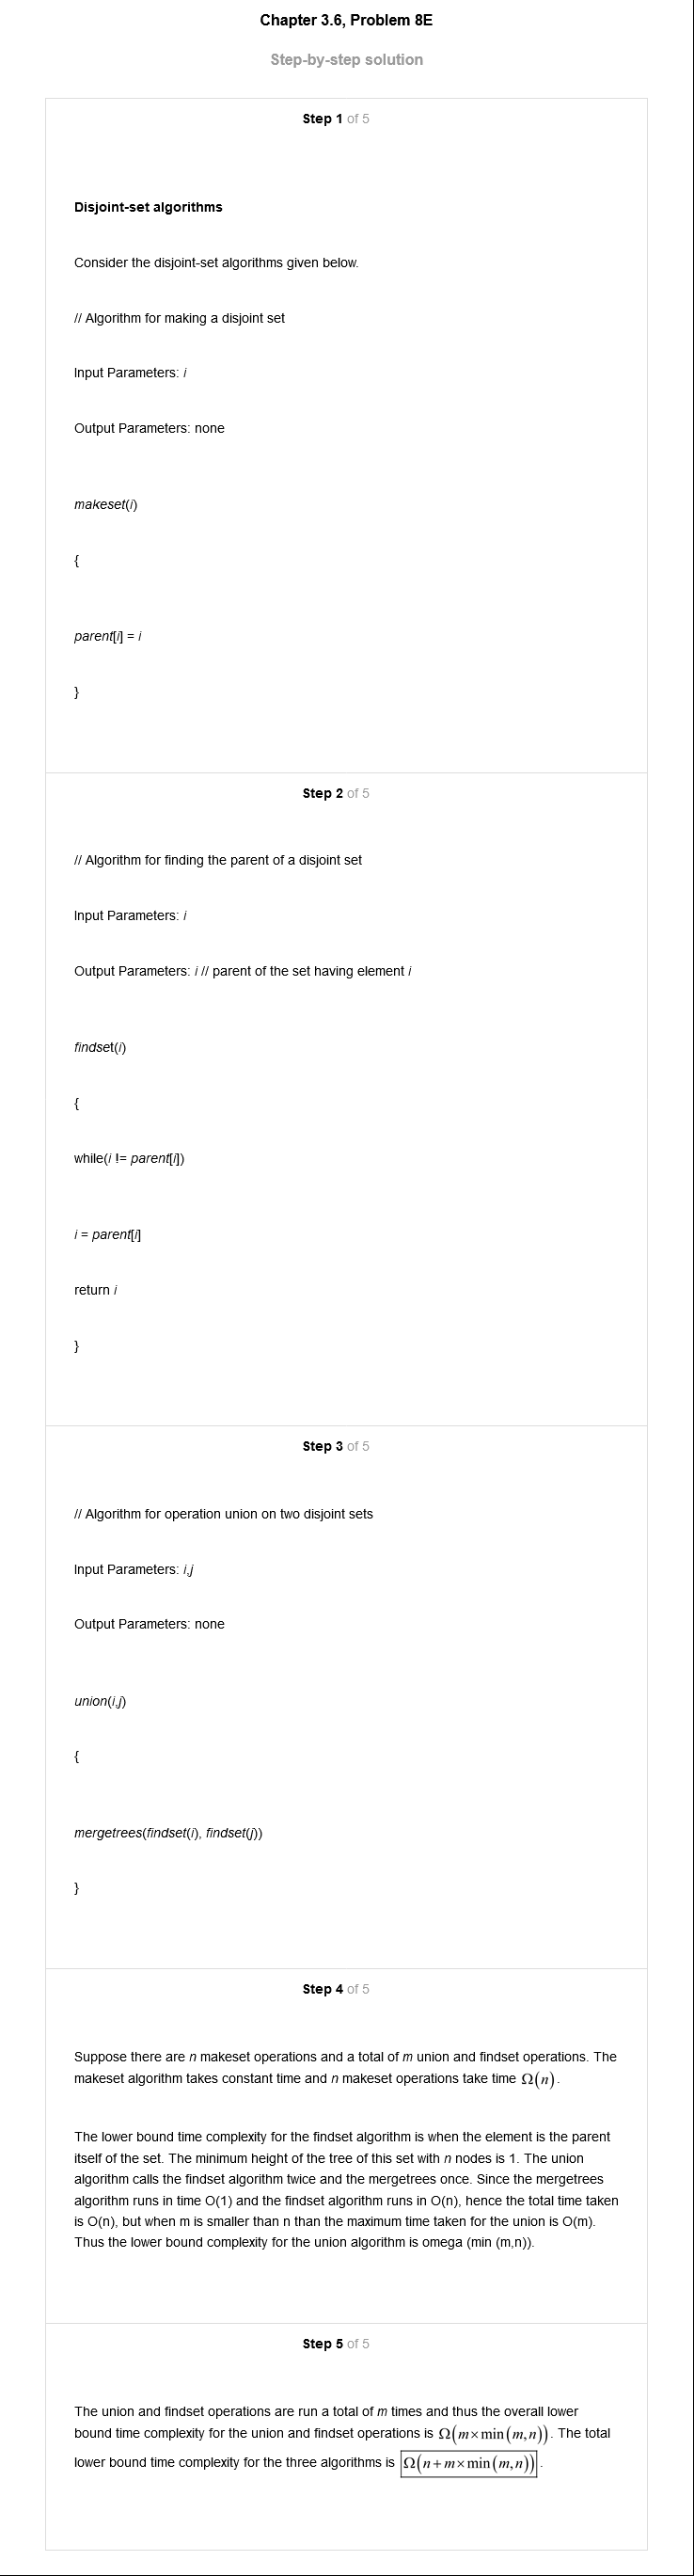 Chapter 3.6, Problem 8E
Step-by-step solution
Step 1 of 5
Disjoint-set algorithms
Consider the disjoint-set algorithms given below.
// Algorithm for making a disjoint set
Input Parameters: i
Output Parameters: none
makeset(i)
{
parent[i] = i
}
Step 2 of 5
// Algorithm for finding the parent of a disjoint set
Input Parameters: i
Output Parameters: i // parent of the set having element i
findset(i)
{
while(i != parent[i])
i = parent[i]
return i
}
Step 3 of 5
// Algorithm for operation union on two disjoint sets
Input Parameters: i,j
Output Parameters: none
union(i,j)
{
mergetrees(findset(i), findset(j))
}
Step 4 of 5
Suppose there are n makeset operations and a total of m union and findset operations. The
makeset algorithm takes constant time and n makeset operations take time Ω(n).
The lower bound time complexity for the findset algorithm is when the element is the parent
itself of the set. The minimum height of the tree of this set with n nodes is 1. The union
algorithm calls the findset algorithm twice and the mergetrees once. Since the mergetrees
algorithm runs in time O(1) and the findset algorithm runs in O(n), hence the total time taken
is O(n), but when m is smaller than n than the maximum time taken for the union is O(m).
Thus the lower bound complexity for the union algorithm is omega (min (m,n)).
Step 5 of 5
The union and findset operations are run a total of m times and thus the overall lower
bound time complexity for the union and findset operations is Ω(m×min(m,n)). The total
lower bound time complexity for the three algorithms is Ω(n+m×min(m,n)).